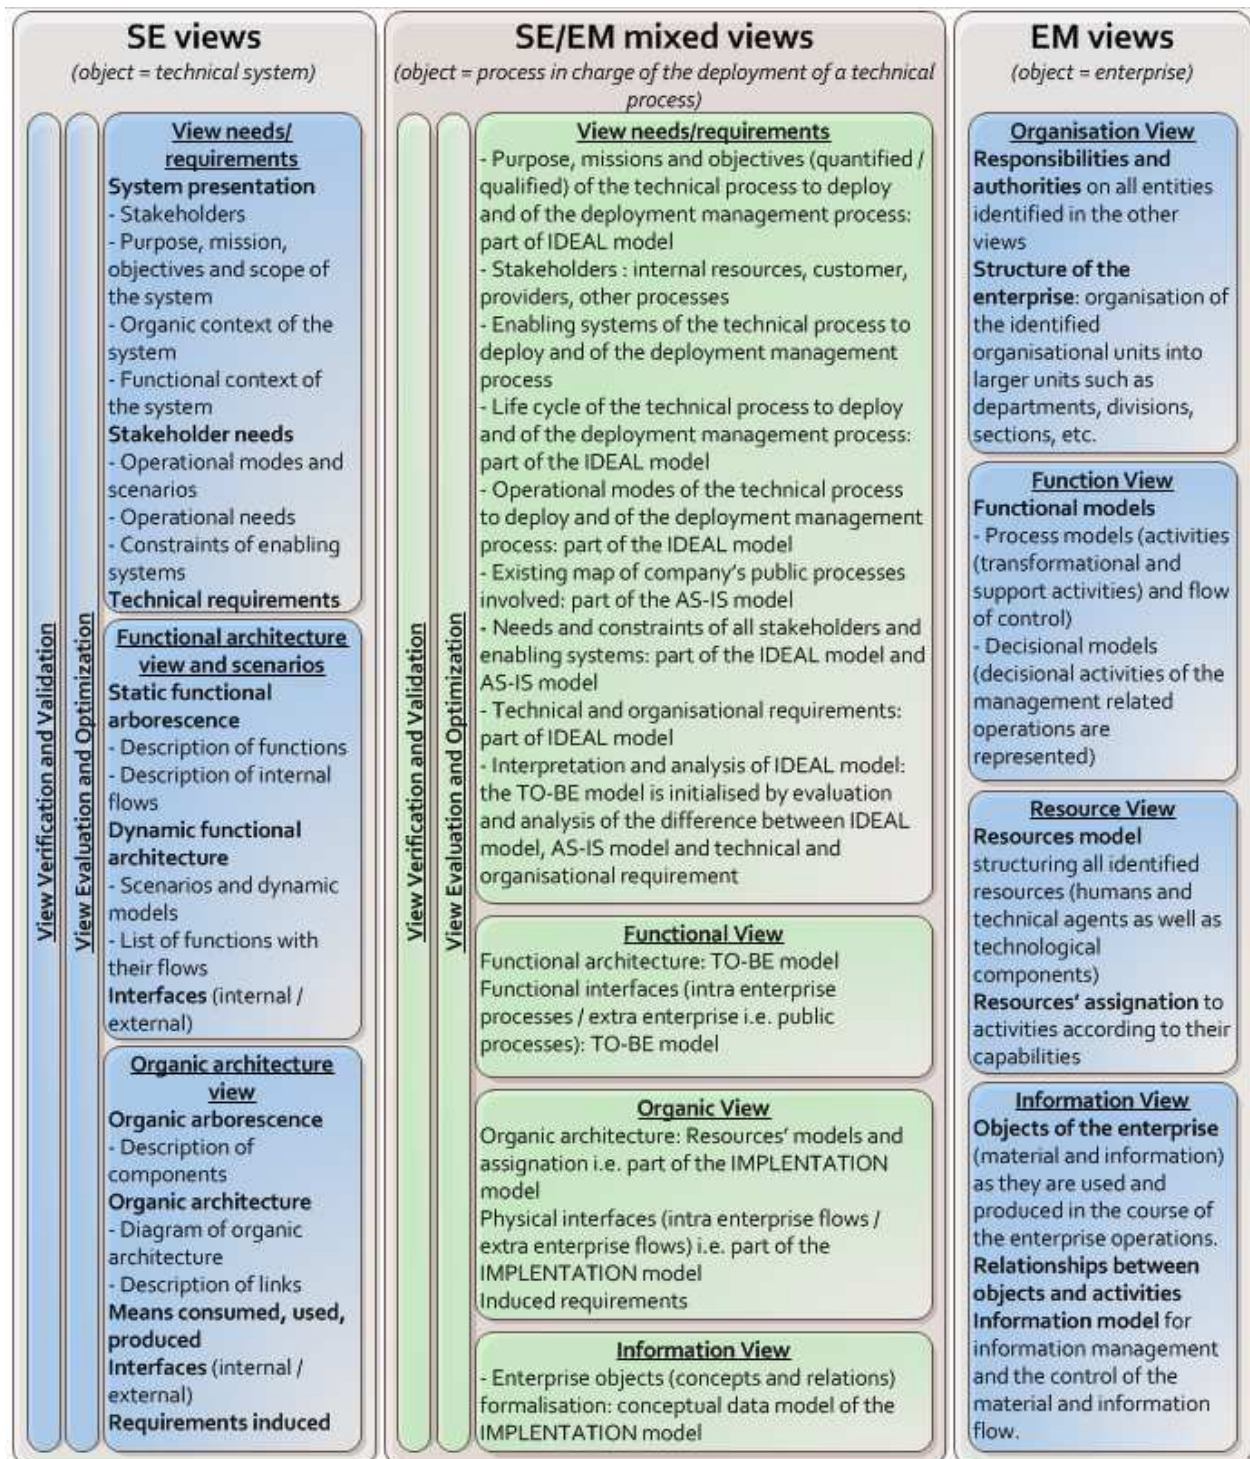 SE views
(object = technical system)
View Verification and Validation
View Evaluation and Optimization
View needs/
requirements
System presentation
- Stakeholders
- Purpose, mission,
objectives and scope of
the system
- Organic context of the
system
- Functional context of
the system
Stakeholder needs
- Operational modes and
scenarios
- Operational needs
- Constraints of enabling
systems
Technical requirements
Functional architecture
view and scenarios
Static functional
arborescence
- Description of functions
- Description of internal
flows
Dynamic functional
architecture
- Scenarios and dynamic
models
- List of functions with
their flows
Interfaces (internal /
external)
Organic architecture
view
Organic arborescence
- Description of
components
Organic architecture
- Diagram of organic
architecture
- Description of links
Means consumed, used,
produced
Interfaces (internal /
external)
Requirements induced
SE/EM mixed views
(object = process in charge of the deployment of a technical
process)
View Verification and Validation
View Evaluation and Optimization
View needs/requirements
- Purpose, missions and objectives (quantified /
qualified) of the technical process to deploy
and of the deployment management process:
part of IDEAL model
- Stakeholders : internal resources, customer,
providers, other processes
- Enabling systems of the technical process to
deploy and of the deployment management
process
- Life cycle of the technical process to deploy
and of the deployment management process:
part of the IDEAL model
- Operational modes of the technical process
to deploy and of the deployment management
process: part of the IDEAL model
- Existing map of company's public processes
involved: part of the AS-IS model
- Needs and constraints of all stakeholders and
enabling systems: part of the IDEAL model and
AS-IS model
- Technical and organisational requirements:
part of IDEAL model
- Interpretation and analysis of IDEAL model:
the TO-BE model is initialised by evaluation
and analysis of the difference between IDEAL
model, AS-IS model and technical and
organisational requirement
Functional View
Functional architecture: TO-BE model
Functional interfaces (intra enterprise
processes / extra enterprise i.e. public
processes): TO-BE model
Organic View
Organic architecture: Resources' models and
assignation i.e. part of the IMPLENTATION
model
Physical interfaces (intra enterprise flows /
extra enterprise flows) i.e. part of the
IMPLENTATION model
Induced requirements
Information View
- Enterprise objects (concepts and relations)
formalisation: conceptual data model of the
IMPLENTATION model
EM views
(object = enterprise)
Organisation View
Responsibilities and
authorities on all entities
identified in the other
views
Structure of the
enterprise: organisation of
the identified
organisational units into
larger units such as
departments, divisions,
sections, etc.
Function View
Functional models
- Process models (activities
(transformational and
support activities) and flow
of control)
- Decisional models
(decisional activities of the
management related
operations are
represented)
Resource View
Resources model
structuring all identified
resources (humans and
technical agents as well as
technological
components)
Resources' assignation to
activities according to their
capabilities
Information View
Objects of the enterprise
(material and information)
as they are used and
produced in the course of
the enterprise operations.
Relationships between
objects and activities
Information model for
information management
and the control of the
material and information
flow.